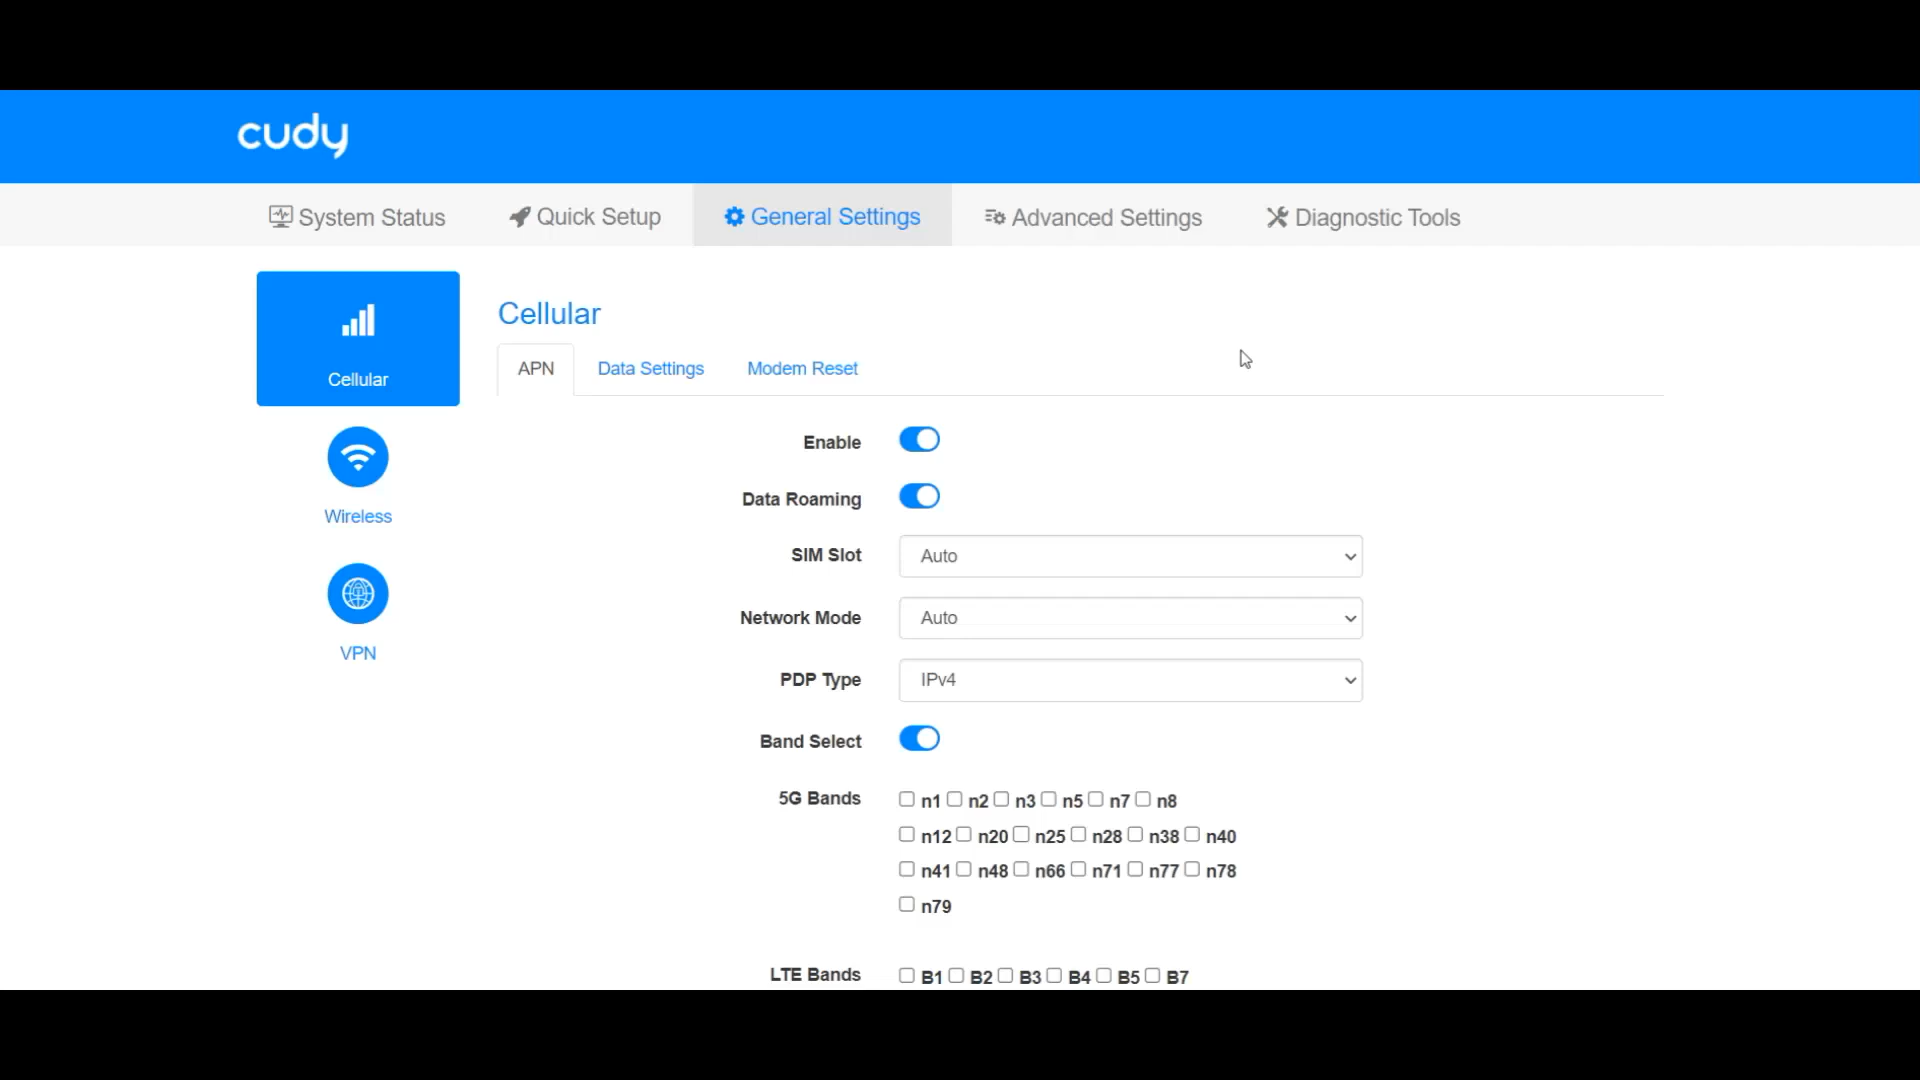 cudy
System Status Quick Setup General Settings Advanced Settings Diagnostic Tools
Cellular
Wireless
VPN
Cellular
APN Data Settings Modem Reset
Enable
Data Roaming
SIM Slot Auto
Network Mode Auto
PDP Type IPv4
Band Select
5G Bands n1 n2 n3 n5 n7 n8
n12 n20 n25 n28 n38 n40
n41 n48 n66 n71 n77 n78
n79
LTE Bands B1 B2 B3 B4 B5 B7